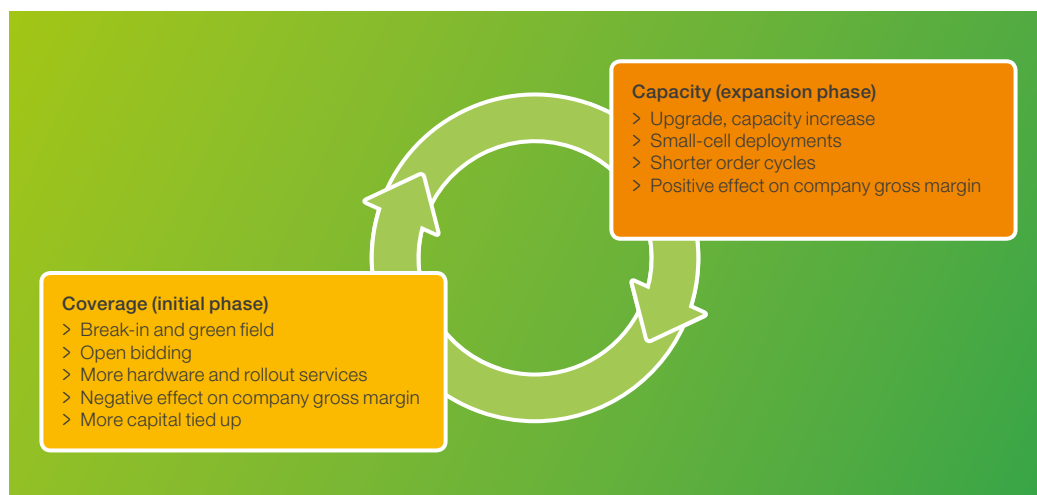 Capacity (expansion phase)
> Upgrade, capacity increase
> Small-cell deployments
> Shorter order cycles
> Positive effect on company gross margin
Coverage (initial phase)
> Break-in and green field
> Open bidding
> More hardware and rollout services
> Negative effect on company gross margin
> More capital tied up